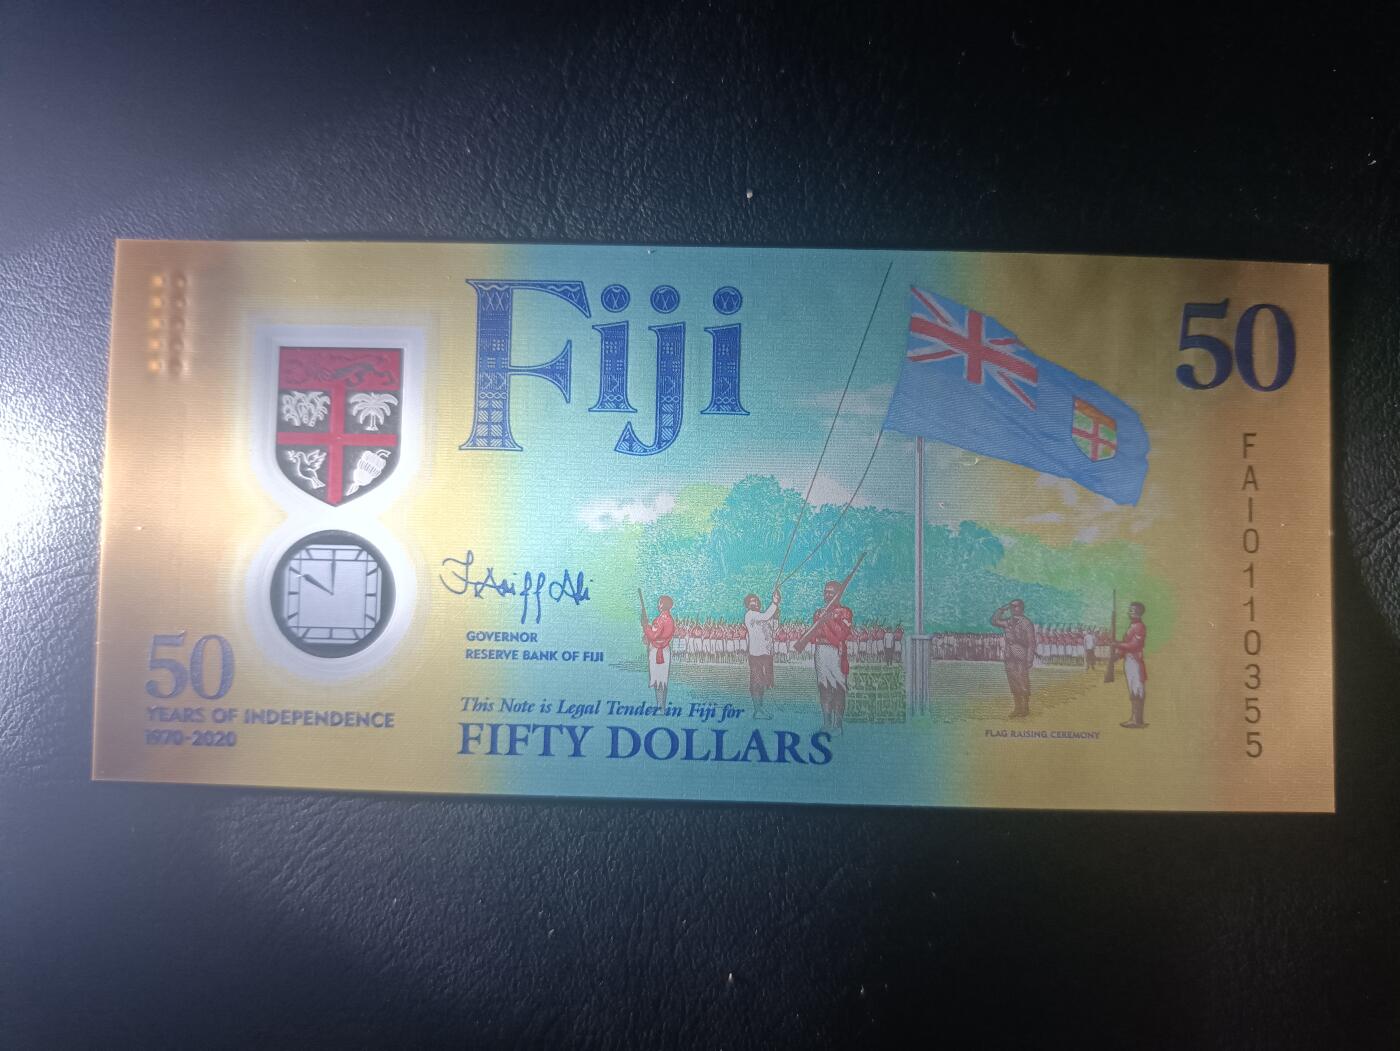 Fiji
50
FAI0110355
GOVERNOR
RESERVE BANK OF FIJI
50
YEARS OF INDEPENDENCE
1970-2020
This Note is Legal Tender in Fiji for
FIFTY DOLLARS
FLAG RAISING CEREMONY